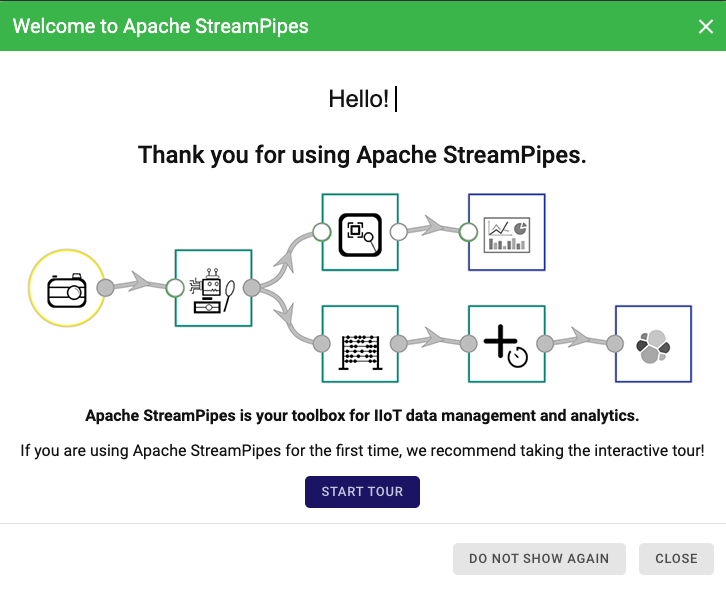 Welcome to Apache StreamPipes
Hello!
Thank you for using Apache StreamPipes.
Apache StreamPipes is your toolbox for IIoT data management and analytics.
If you are using Apache StreamPipes for the first time, we recommend taking the interactive tour!
START TOUR
DO NOT SHOW AGAIN
CLOSE